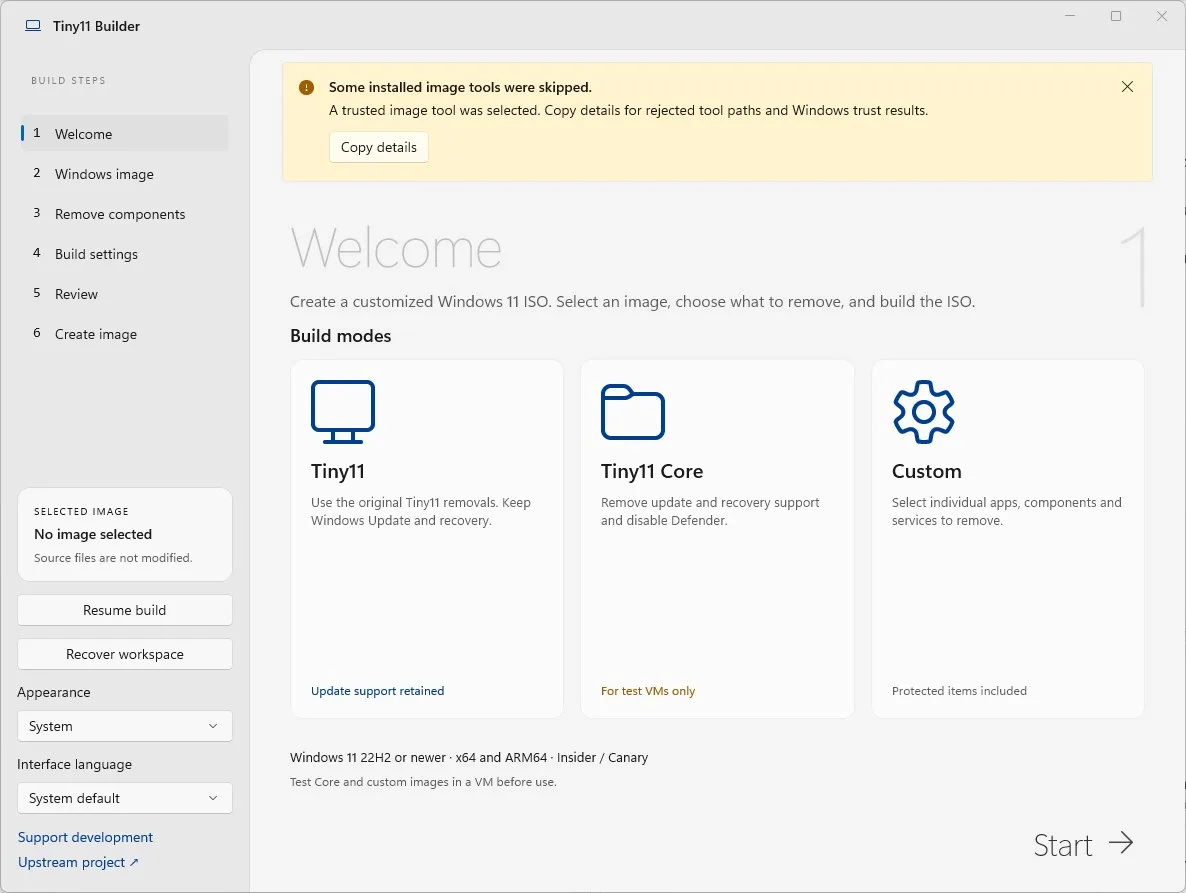 Tiny11 Builder
BUILD STEPS
1 Welcome
2 Windows image
3 Remove components
4 Build settings
5 Review
6 Create image
SELECTED IMAGE
No image selected
Source files are not modified.
Resume build
Recover workspace
Appearance
System
Interface language
System default
Support development
Upstream project ↗
Some installed image tools were skipped.
A trusted image tool was selected. Copy details for rejected tool paths and Windows trust results.
Copy details
Welcome
1
Create a customized Windows 11 ISO. Select an image, choose what to remove, and build the ISO.
Build modes
Tiny11
Use the original Tiny11 removals. Keep
Windows Update and recovery.
Update support retained
Tiny11 Core
Remove update and recovery support
and disable Defender.
For test VMs only
Custom
Select individual apps, components and
services to remove.
Protected items included
Windows 11 22H2 or newer · x64 and ARM64 · Insider / Canary
Test Core and custom images in a VM before use.
Start →